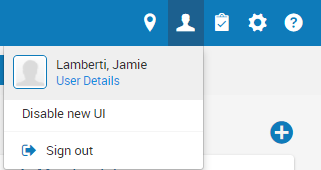 Lamberti, Jamie
User Details
Disable new UI
Sign out